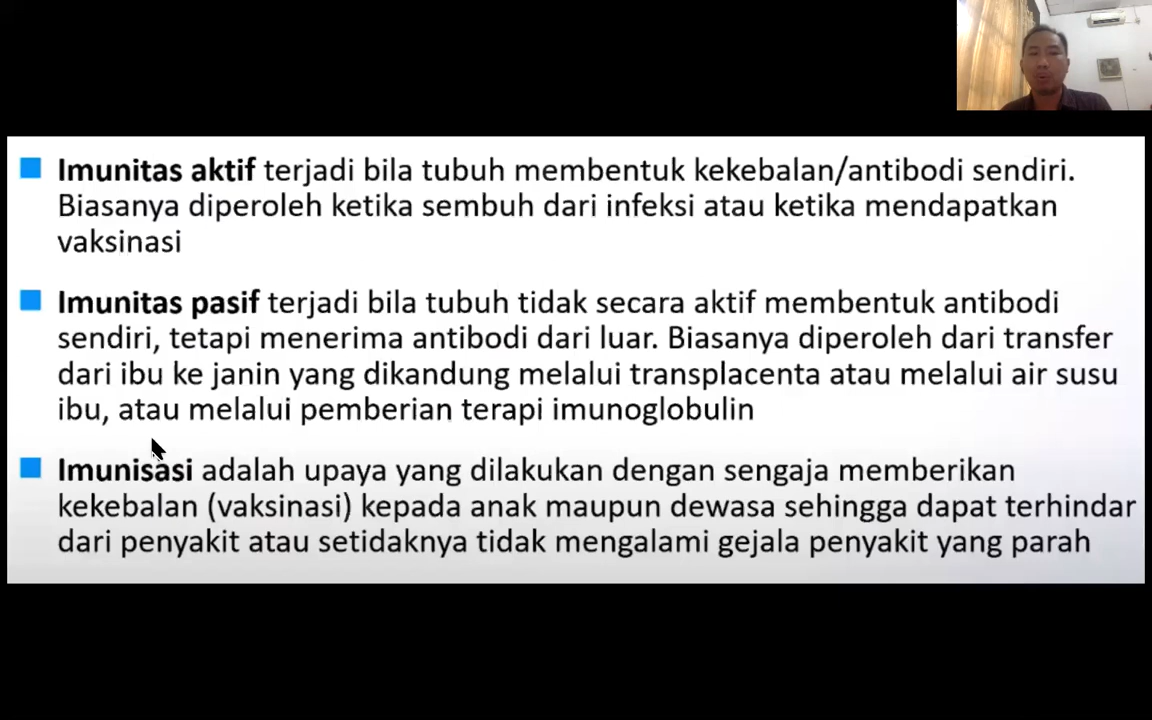 Imunitas aktif terjadi bila tubuh membentuk kekebalan/antibodi sendiri.
Biasanya diperoleh ketika sembuh dari infeksi atau ketika mendapatkan
vaksinasi
Imunitas pasif terjadi bila tubuh tidak secara aktif membentuk antibodi
sendiri, tetapi menerima antibodi dari luar. Biasanya diperoleh dari transfer
dari ibu ke janin yang dikandung melalui transplacenta atau melalui air susu
ibu, atau melalui pemberian terapi imunoglobulin
Imunisasi adalah upaya yang dilakukan dengan sengaja memberikan
kekebalan (vaksinasi) kepada anak maupun dewasa sehingga dapat terhindar
dari penyakit atau setidaknya tidak mengalami gejala penyakit yang parah